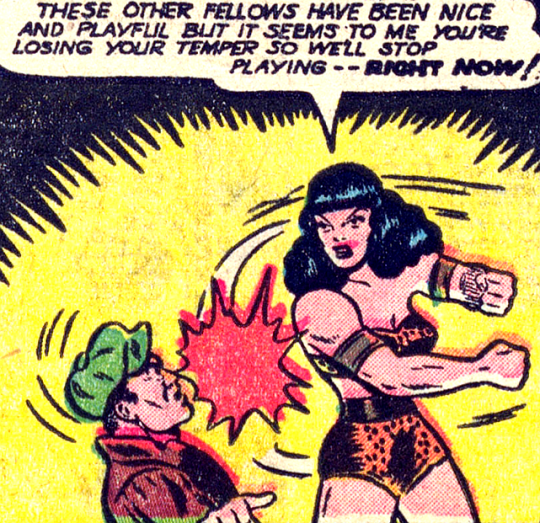 THESE OTHER FELLOWS HAVE BEEN NICE
AND PLAYFUL BUT IT SEEMS TO ME YOU'RE
LOSING YOUR TEMPER SO WE'LL STOP
PLAYING -- RIGHT NOW!